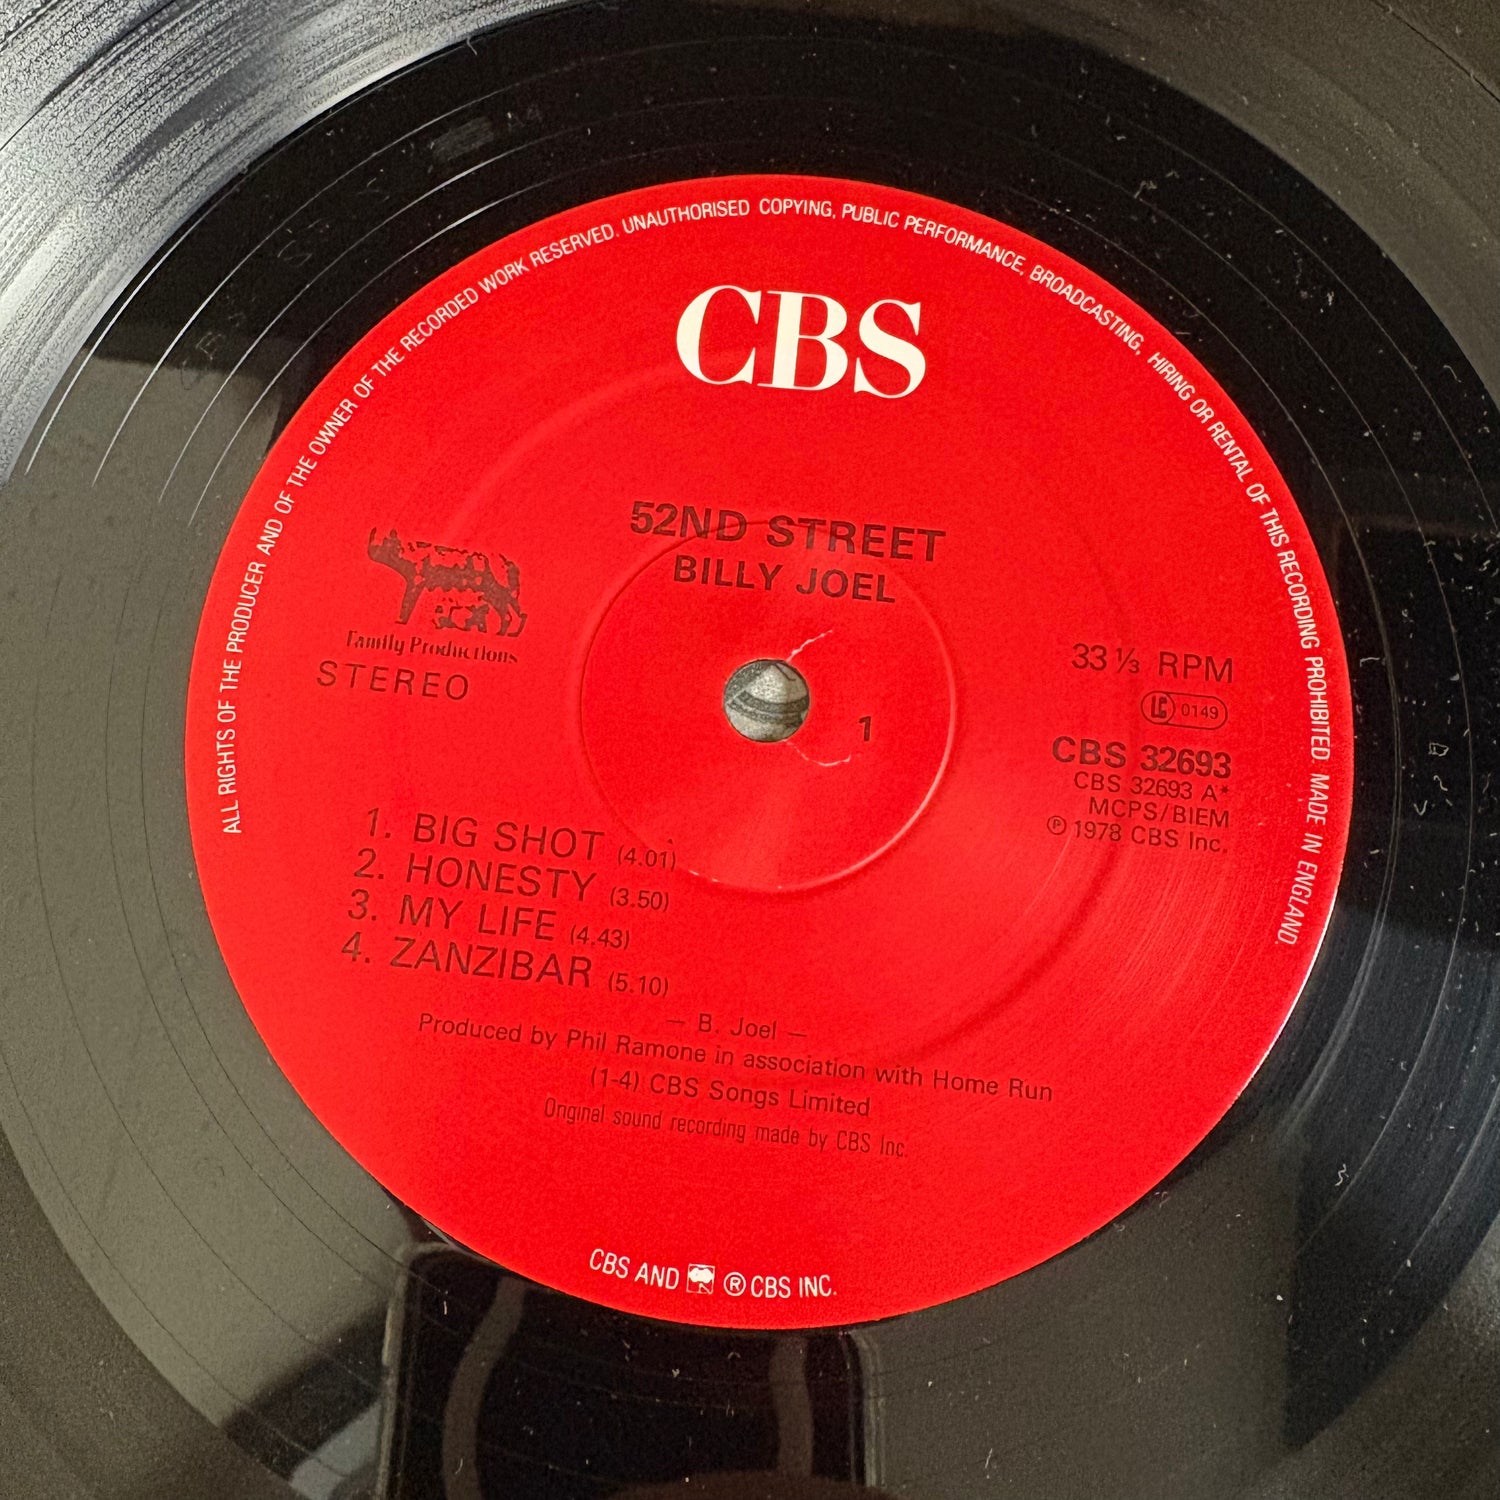 ALL RIGHTS OF THE PRODUCER AND OF THE OWNER OF THE RECORDED WORK RESERVED. UNAUTHORISED COPYING, PUBLIC PERFORMANCE, BROADCASTING, HIRING OR RENTAL OF THIS RECORDING PROHIBITED. MADE IN ENGLAND.
CBS
52ND STREET
BILLY JOEL
Family Productions
STEREO
33 ⅓ RPM
LC 0149
1
CBS 32693
CBS 32693 A*
MCPS/BIEM
Ⓟ 1978 CBS Inc.
1. BIG SHOT (4.01)
2. HONESTY (3.50)
3. MY LIFE (4.43)
4. ZANZIBAR (5.10)
— B. Joel —
Produced by Phil Ramone in association with Home Run
(1-4) CBS Songs Limited
Original sound recording made by CBS Inc.
CBS AND ® CBS INC.